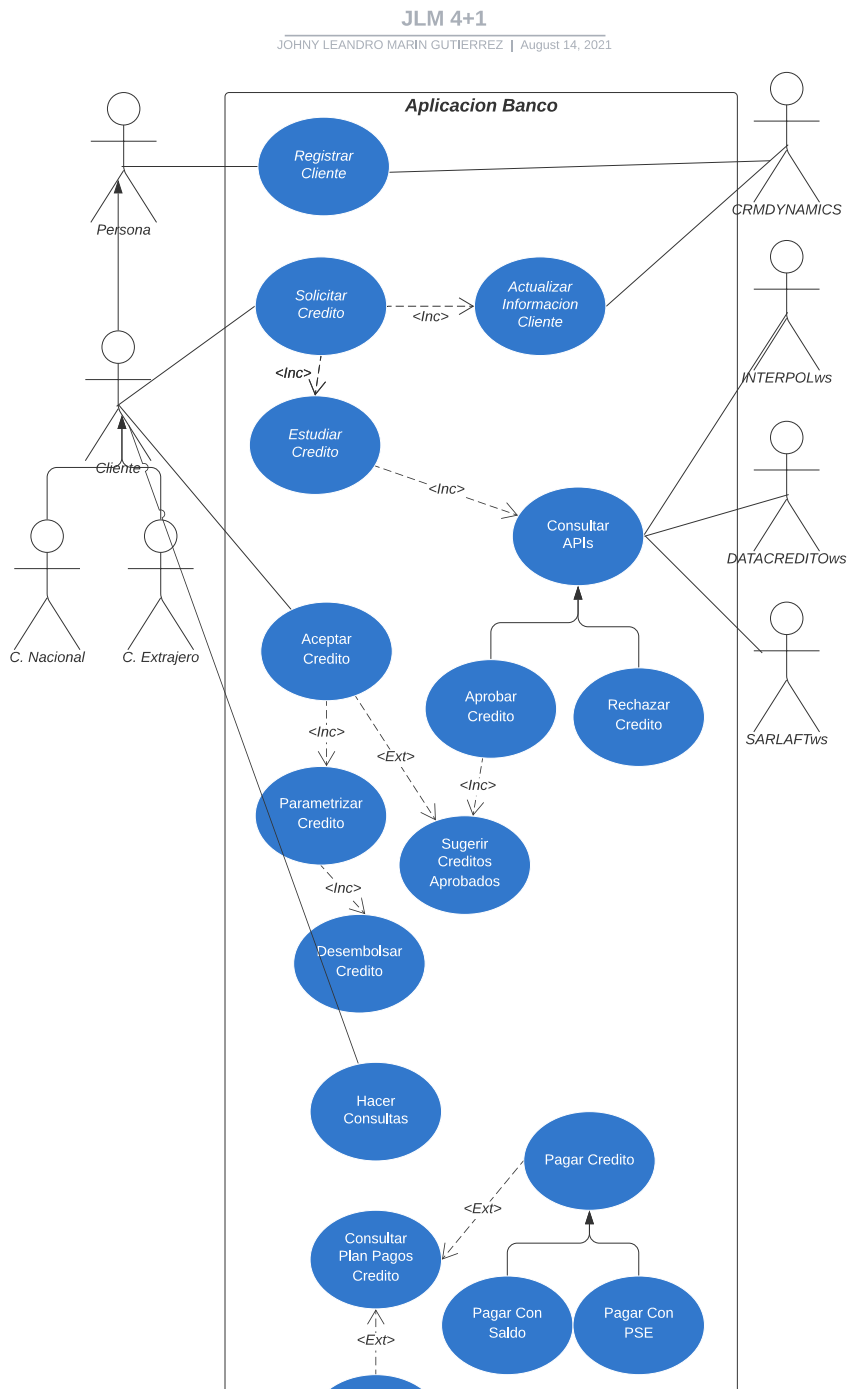 JLM 4+1
JOHNY LEANDRO MARIN GUTIERREZ | August 14, 2021
Aplicacion Banco
Registrar
Cliente
CRMDYNAMICS
Persona
Solicitar
Credito
<Inc>
Actualizar
Informacion
Cliente
<Inc>
INTERPOLws
Cliente
Estudiar
Credito
<Inc>
Consultar
APIs
DATACREDITOws
C. Nacional
C. Extrajero
Aceptar
Credito
Aprobar
Credito
Rechazar
Credito
SARLAFTws
<Inc>
<Ext>
<Inc>
Parametrizar
Credito
Sugerir
Creditos
Aprobados
<Inc>
Desembolsar
Credito
Hacer
Consultas
Pagar Credito
<Ext>
Consultar
Plan Pagos
Credito
Pagar Con
Saldo
Pagar Con
PSE
<Ext>